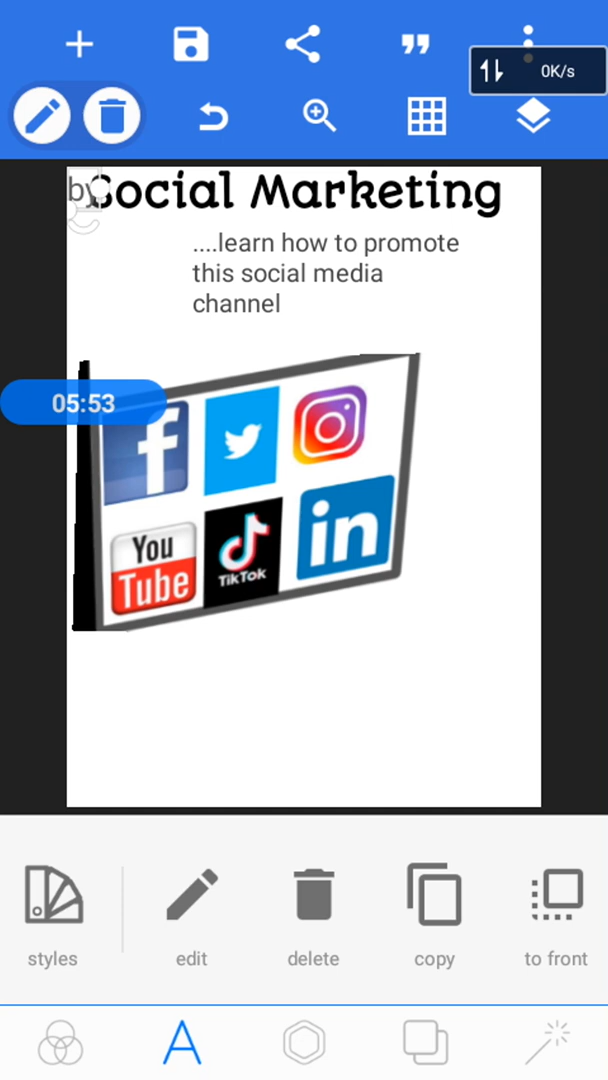 0K/s
by
Social Marketing
....learn how to promote
this social media
channel
05:53
f
in
You
Tube
TikTok
styles
edit
delete
copy
to front